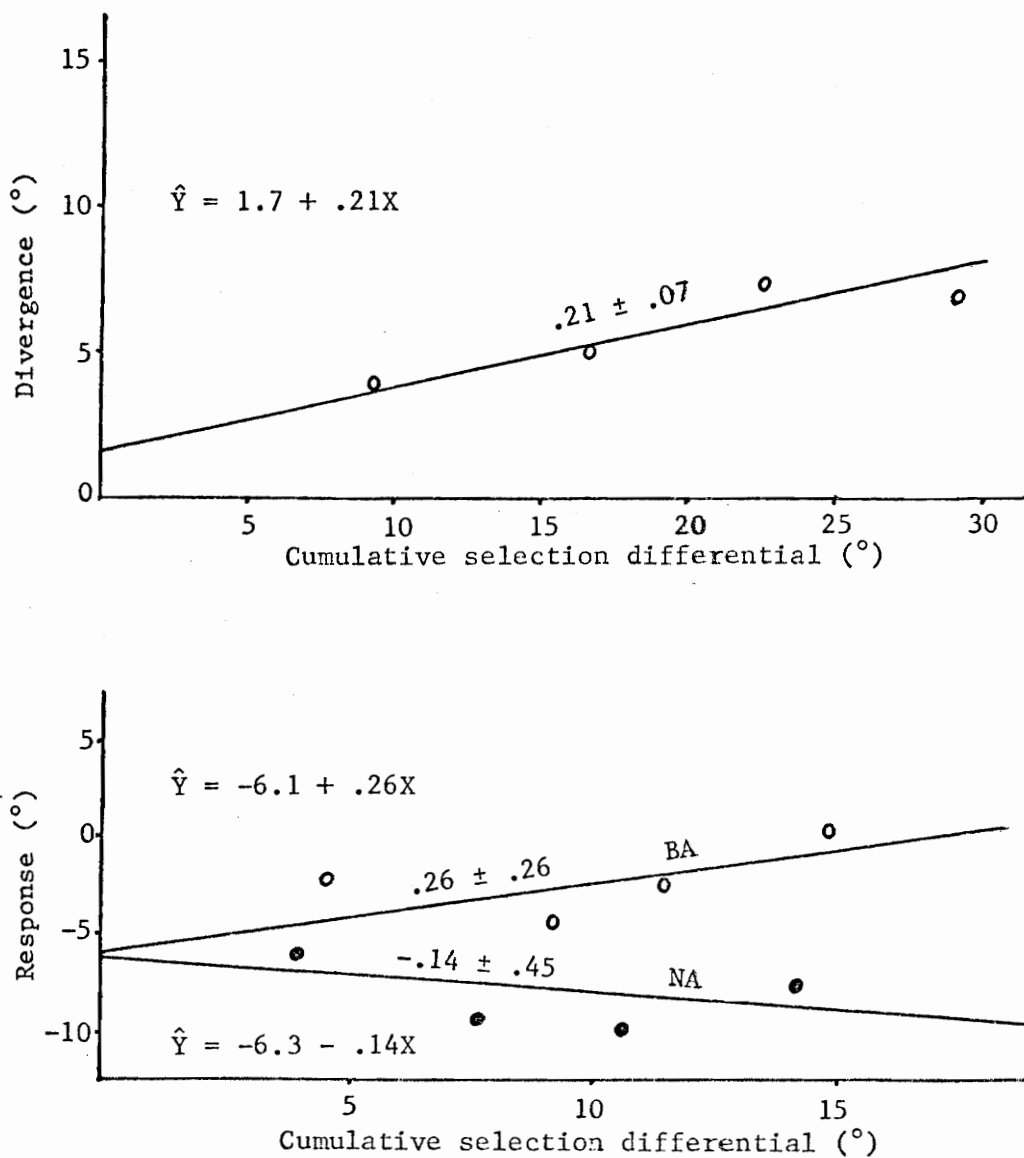 15
10
5
0
Divergence (°)
Ŷ = 1.7 + .21X
.21 ± .07
5 10 15 20 25 30
Cumulative selection differential (°)
5
0
-5
-10
Response (°)
Ŷ = -6.1 + .26X
.26 ± .26
BA
-.14 ± .45
NA
Ŷ = -6.3 - .14X
5 10 15
Cumulative selection differential (°)